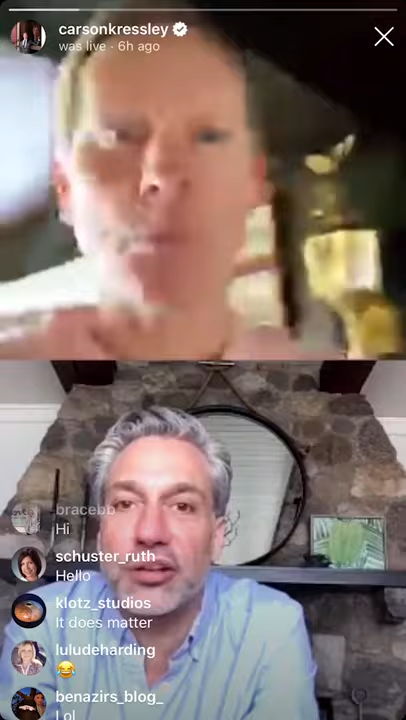 carsonkressley
was live · 6h ago
bracebb
Hi
schuster_ruth
Hello
klotz_studios
It does matter
luludeharding
😂
benazirs_blog_
Lol